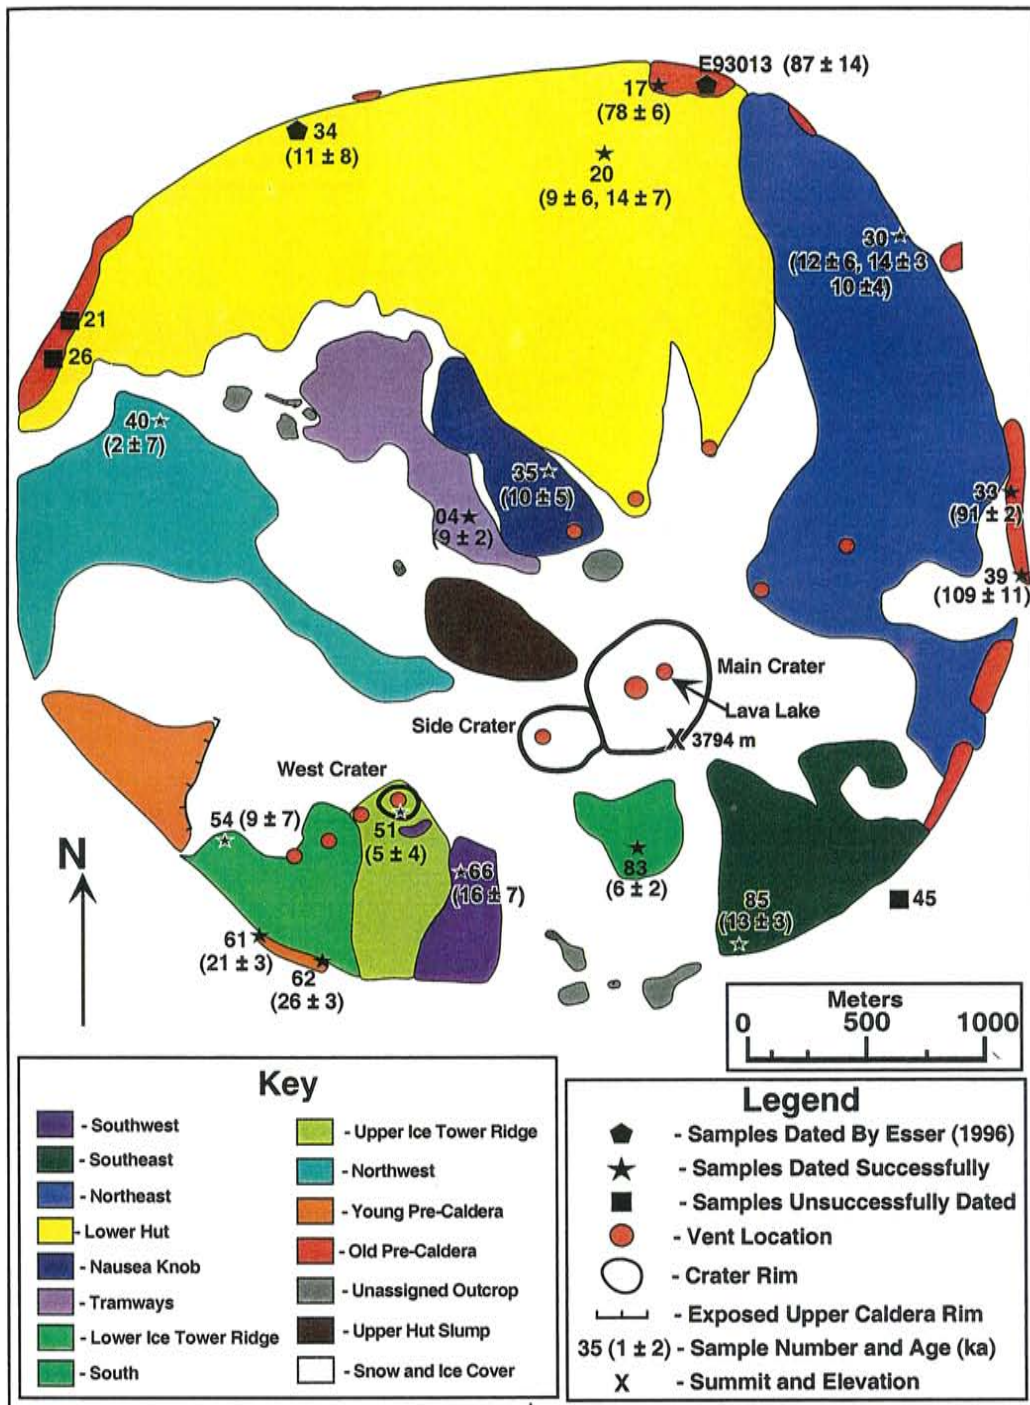 E93013 (87 ± 14)
17
(78 ± 6)
34
(11 ± 8)
20
(9 ± 6, 14 ± 7)
30
(12 ± 6, 14 ± 3
10 ±4)
21
26
40
(2 ± 7)
35
(10 ± 5)
04
(9 ± 2)
33
(91 ± 2)
39
(109 ± 11)
Main Crater
Lava Lake
Side Crater
X 3794 m
West Crater
54 (9 ± 7)
51
(5 ± 4)
66
(16 ± 7)
83
(6 ± 2)
85
(13 ± 3)
45
N
61
(21 ± 3)
62
(26 ± 3)
Meters
0 500 1000
Key
- Southwest
- Southeast
- Northeast
- Lower Hut
- Nausea Knob
- Tramways
- Lower Ice Tower Ridge
- South
- Upper Ice Tower Ridge
- Northwest
- Young Pre-Caldera
- Old Pre-Caldera
- Unassigned Outcrop
- Upper Hut Slump
- Snow and Ice Cover
Legend
- Samples Dated By Esser (1996)
- Samples Dated Successfully
- Samples Unsuccessfully Dated
- Vent Location
- Crater Rim
- Exposed Upper Caldera Rim
35 (1 ± 2) - Sample Number and Age (ka)
X - Summit and Elevation